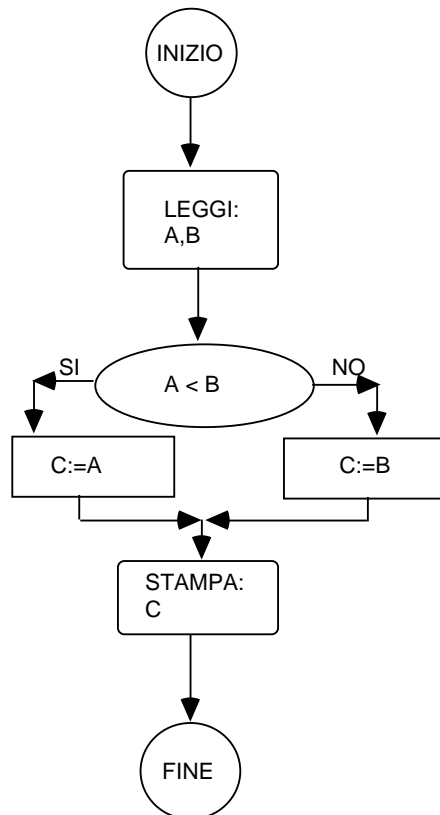 INIZIO
LEGGI:
A,B
SI
A < B
NO
C:=A
C:=B
STAMPA:
C
FINE